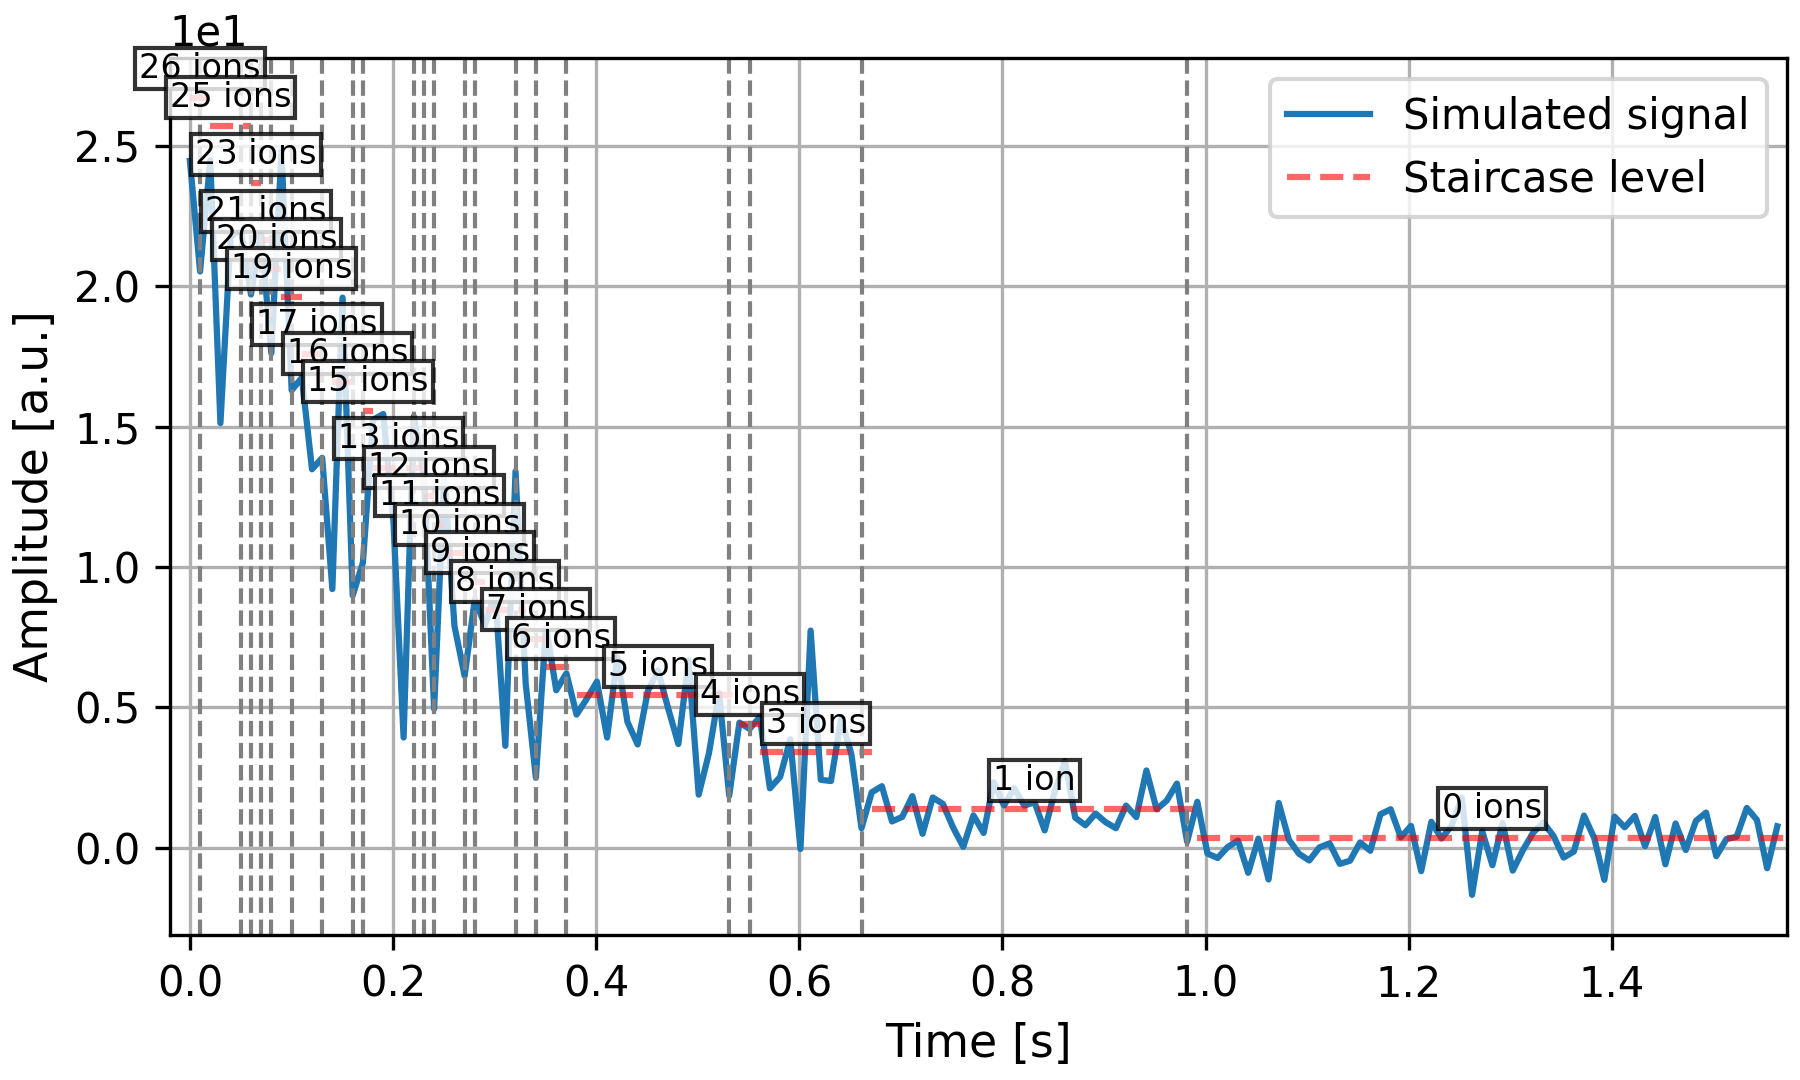 1e1
26 ions
25 ions
23 ions
21 ions
20 ions
19 ions
17 ions
16 ions
15 ions
13 ions
12 ions
11 ions
10 ions
9 ions
8 ions
7 ions
6 ions
5 ions
4 ions
3 ions
1 ion
0 ions
Simulated signal
Staircase level
2.5
2.0
1.5
1.0
0.5
0.0
Amplitude [a.u.]
0.0 0.2 0.4 0.6 0.8 1.0 1.2 1.4
Time [s]